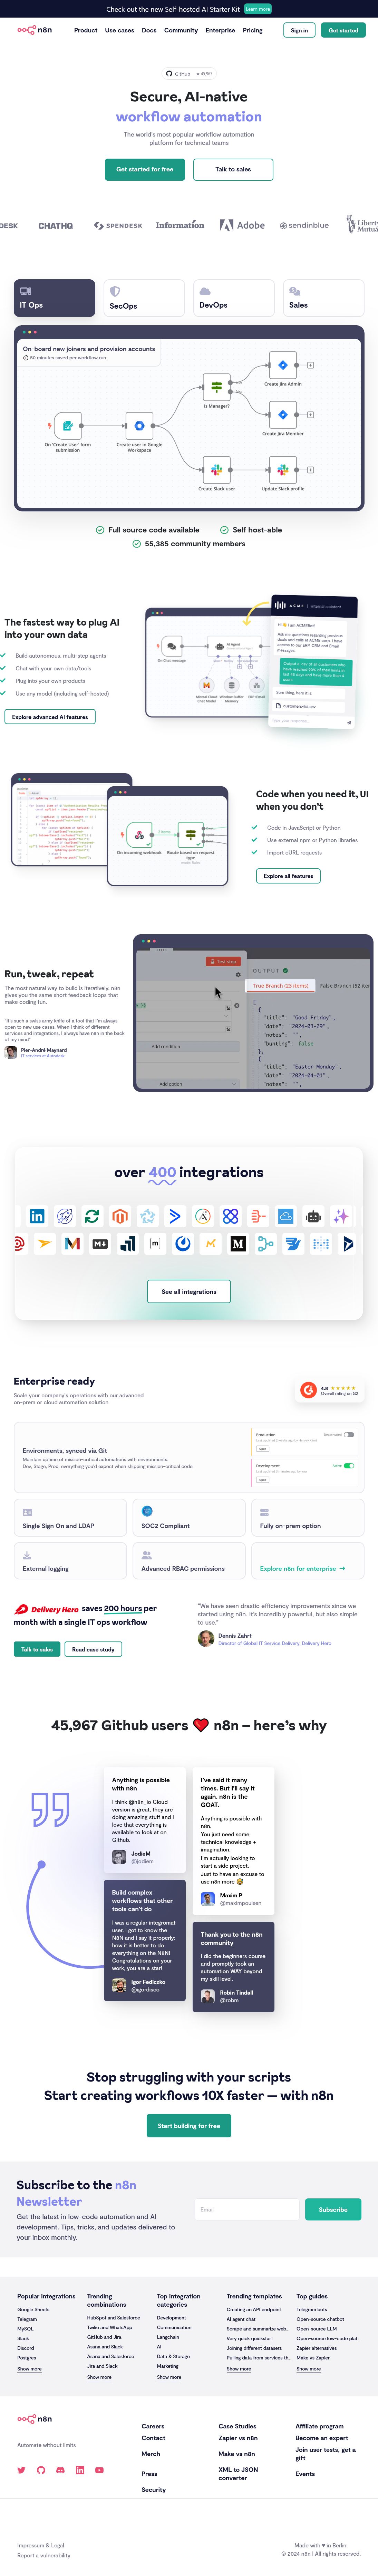 Check out the new Self-hosted AI Starter Kit Learn more
n8n Product Use cases Docs Community Enterprise Pricing Sign in Get started
GitHub
Secure, AI-native
workflow automation
The world's most popular workflow automation
platform for technical teams
Get started for free Talk to sales
DESK CHATHQ SPENDESK Information Adobe sendinblue Liberty Mutual
IT Ops SecOps DevOps Sales
On-board new joiners and provision accounts
50 minutes saved per workflow run
Create Jira Admin
Is Manager?
On 'Create User' form
submission
Create user in Google
Workspace
Create Jira Member
Create Slack user Update Slack profile
Full source code available Self host-able
55,385 community members
The fastest way to plug AI
into your own data
Build autonomous, multi-step agents
Chat with your own data/tools
Plug into your own products
Use any model (including self-hosted)
Explore advanced AI features
On Chat message
AI Agent
ACME Internal assistant
Hi I am ACMEBot!
Ask me questions regarding previous
deals and calls at ACME corp. I have
access to our ERP, CRM and Email
messages.
Sure thing, here it is
Code when you need it, UI
when you don't
Code in JavaScript or Python
Use external npm or Python libraries
Import cURL requests
Explore all features
On incoming webhook
Route based on request
type
Run, tweak, repeat
The most natural way to build is iteratively. n8n
gives you the same short feedback loops that
make coding fun.
"It's such a swiss army knife of a tool that I'm always
open to new use cases. When I think of different
services and integrations, I always have n8n in the back
of my mind"
Pier-André Maynard
IT services at Autodesk
Test step
OUTPUT
True Branch (23 items) False Branch (52 ite
Add condition
Add option
[
{
"title": "Good Friday",
"date": "2024-03-29",
"notes": "",
"bunting": false
},
{
"title": "Easter Monday",
"date": "2024-04-01",
"notes": "",
over 400 integrations
See all integrations
Enterprise ready
Scale your company's operations with our advanced
on-prem or cloud automation solution
4.8
Overall rating on G2
Environments, synced via Git
Maintain uptime of mission-critical automations with environments.
Dev, Stage, Prod: everything you'd expect when shipping mission-critical code.
Production
Development
Single Sign On and LDAP SOC2 Compliant Fully on-prem option
External logging Advanced RBAC permissions Explore n8n for enterprise →
Delivery Hero saves 200 hours per
month with a single IT ops workflow
Talk to sales Read case study
"We have seen drastic efficiency improvements since we
started using n8n. It's incredibly powerful, but also simple
to use."
Dennis Zahrt
Director of Global IT Service Delivery, Delivery Hero
45,967 Github users ❤️ n8n – here's why
Anything is possible
with n8n
I think @n8n_io Cloud
version is great, they are
doing amazing stuff and I
love that everything is
available to look at on
Github.
JodieM
@jodiem
Build complex
workflows that other
tools can't do
I was a regular integromat
user. I got to know the
N8N and I say it properly:
how it is better to do
everything on the N8N!
Congratulations on your
work, you are a star!
Igor Fediczko
@igordisco
I've said it many
times. But I'll say it
again. n8n is the
GOAT.
Anything is possible with
n8n.
You just need some
technical knowledge +
imagination.
I'm actually looking to
start a side project.
Just to have an excuse to
use n8n more 😅
Maxim P
@maximpoulsen
Thank you to the n8n
community
I did the beginners course
and promptly took an
automation WAY beyond
my skill level.
Robin Tindall
@robm
Stop struggling with your scripts
Start creating workflows 10X faster — with n8n
Start building for free
Subscribe to the n8n
Newsletter
Get the latest in low-code automation and AI
development. Tips, tricks, and updates delivered to
your inbox monthly.
Email Subscribe
Popular integrations
Google Sheets
Telegram
MySQL
Slack
Discord
Postgres
Show more
Trending
combinations
HubSpot and Salesforce
Twilio and WhatsApp
GitHub and Jira
Asana and Slack
Asana and Salesforce
Jira and Slack
Show more
Top integration
categories
Development
Communication
Langchain
AI
Data & Storage
Marketing
Show more
Trending templates
Creating an API endpoint
AI agent chat
Scrape and summarize web.
Very quick quickstart
Joining different datasets
Pulling data from services th.
Show more
Top guides
Telegram bots
Open-source chatbot
Open-source LLM
Open-source low-code plat.
Zapier alternatives
Make vs Zapier
Show more
n8n
Automate without limits
Careers Case Studies Affiliate program
Contact Zapier vs n8n Become an expert
Merch Make vs n8n Join user tests, get a
gift
Press XML to JSON
converter Events
Security
Impressum & Legal
Report a vulnerability
Made with ♥ in Berlin.
© 2024 n8n | All rights reserved.